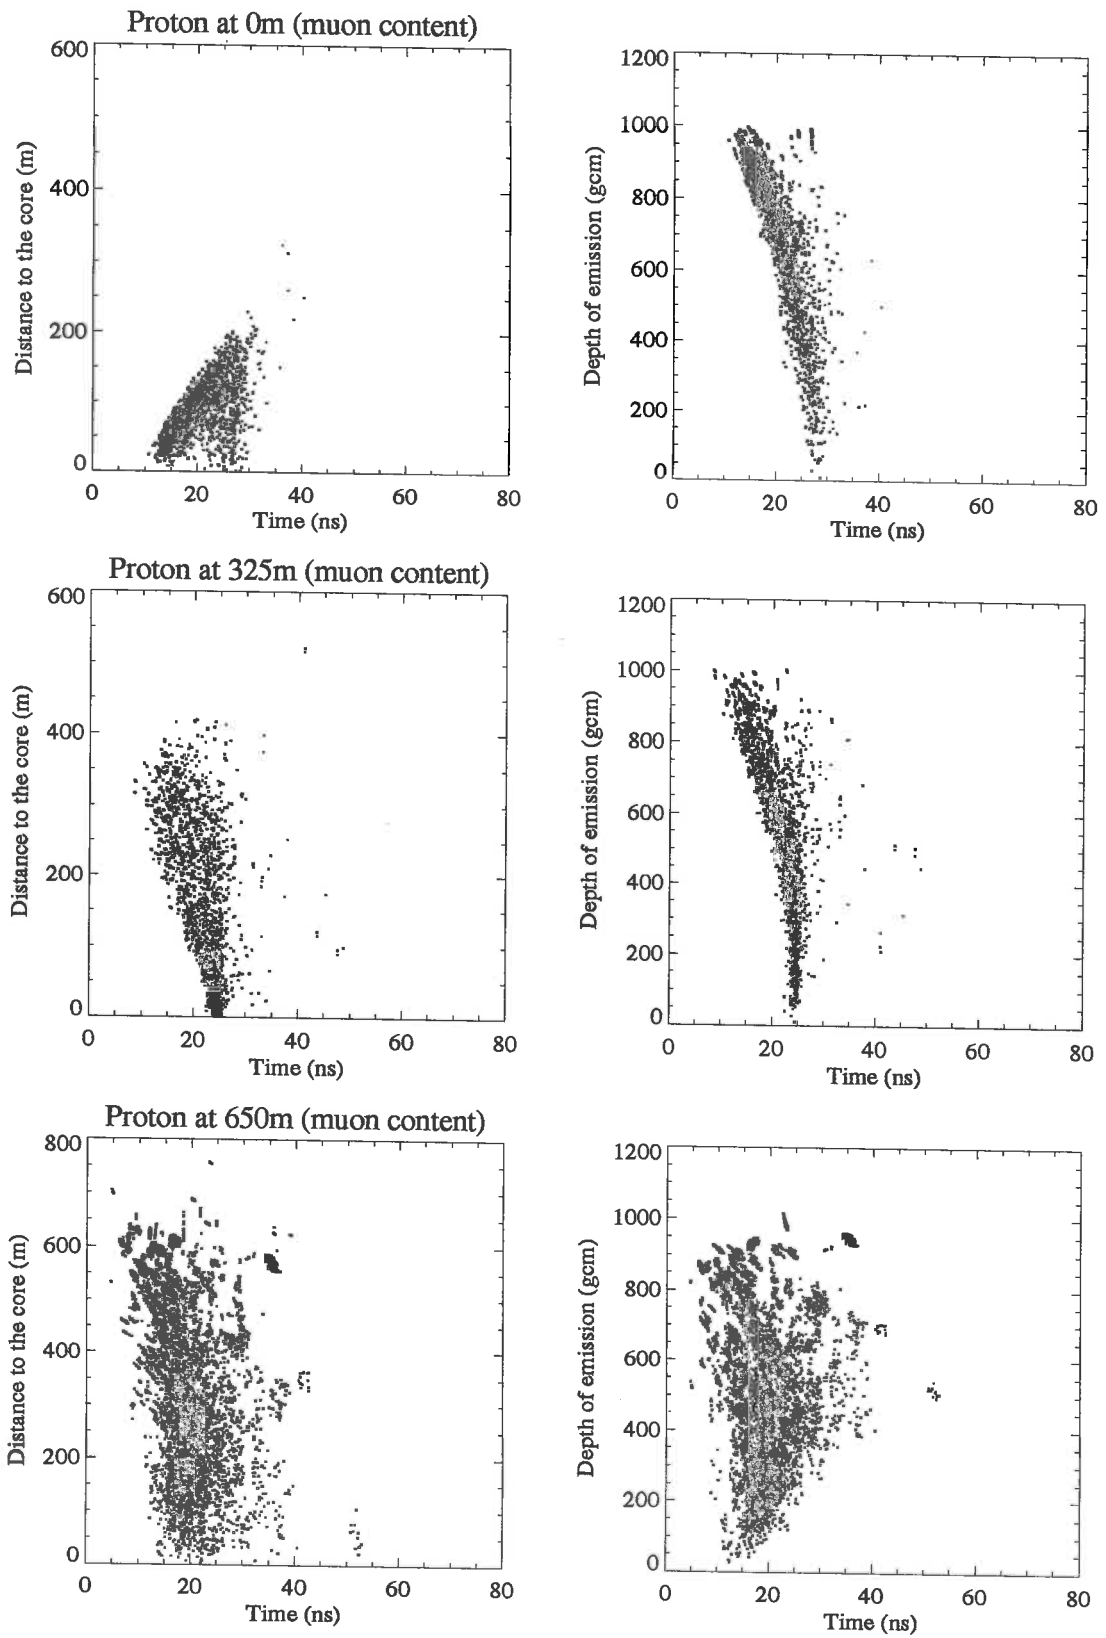 Proton at 0m (muon content)
600
400
200
0
Distance to the core (m)
0 20 40 60 80
Time (ns)
1200
1000
800
600
400
200
0
Depth of emission (gcm)
0 20 40 60 80
Time (ns)
Proton at 325m (muon content)
600
400
200
0
Distance to the core (m)
0 20 40 60 80
Time (ns)
1200
1000
800
600
400
200
0
Depth of emission (gcm)
0 20 40 60 80
Time (ns)
Proton at 650m (muon content)
800
600
400
200
0
Distance to the core (m)
0 20 40 60 80
Time (ns)
1200
1000
800
600
400
200
0
Depth of emission (gcm)
0 20 40 60 80
Time (ns)